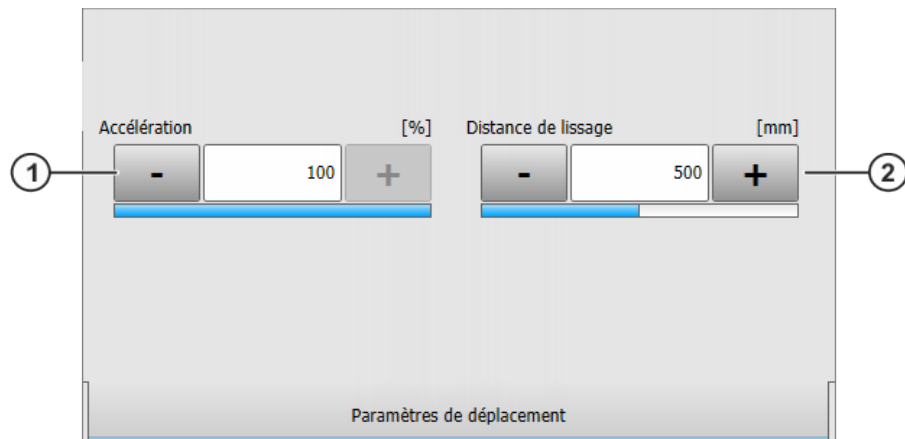 Accélération [%] Distance de lissage [mm]
1 - 100 + - 500 + 2
Paramètres de déplacement